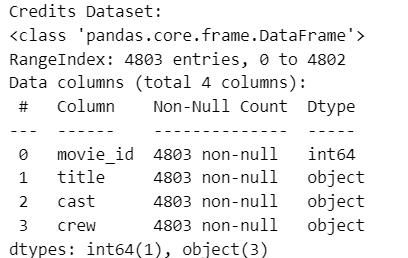 Credits Dataset:
<class 'pandas.core.frame.DataFrame'>
RangeIndex: 4803 entries, 0 to 4802
Data columns (total 4 columns):
 #   Column    Non-Null Count  Dtype
---  ------    --------------  -----
 0   movie_id  4803 non-null   int64
 1   title     4803 non-null   object
 2   cast      4803 non-null   object
 3   crew      4803 non-null   object
dtypes: int64(1), object(3)